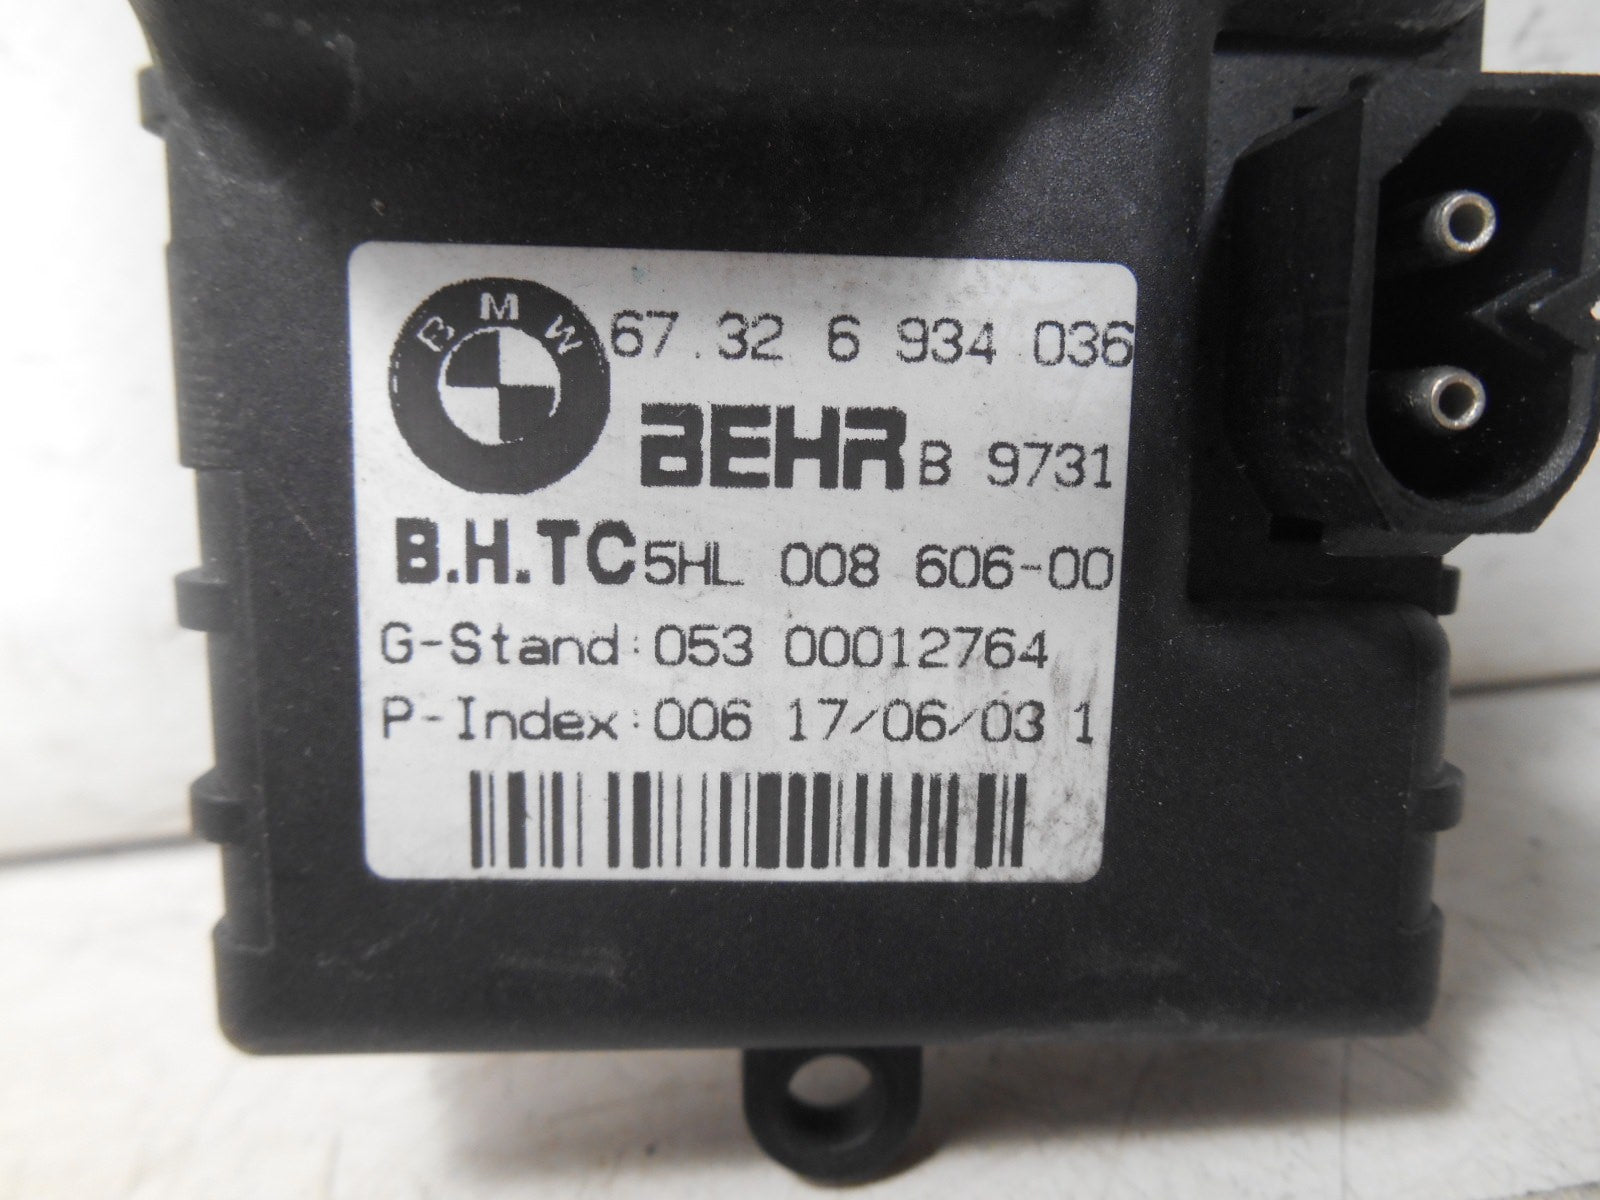 BMW 67.32 6 934 036
BEHR B 9731
B.H.TC 5HL 008 606-00
G-Stand: 053 00012764
P-Index: 006 17/06/03 1